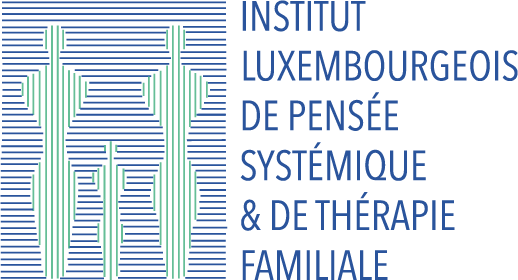 INSTITUT
LUXEMBOURGEOIS
DE PENSÉE
SYSTÉMIQUE
& DE THÉRAPIE
FAMILIALE